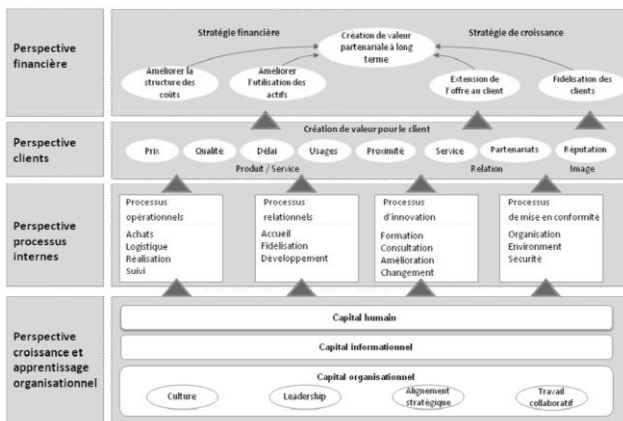 Perspective
financière
Stratégie financière
Stratégie de croissance
Création de valeur
partenariale à long
terme
Améliorer la
structure des
coûts
Améliorer
l'utilisation des
actifs
Extension de
l'offre au client
Fidélisation des
clients
Perspective
clients
Création de valeur pour le client
Prix
Qualité
Délai
Usages
Proximité
Service
Partenariats
Réputation
Produit / Service
Relation
Image
Perspective
processus
internes
Processus
opérationnels
Achats
Logistique
Réalisation
Suivi
Processus
relationnels
Accueil
Fidélisation
Développement
Processus
d'innovation
Formation
Consultation
Amélioration
Changement
Processus
de mise en conformité
Organisation
Environment
Sécurité
Perspective
croissance et
apprentissage
organisationnel
Capital humain
Capital informationnel
Capital organisationnel
Culture
Leadership
Alignement
stratégique
Travail
collaboratif